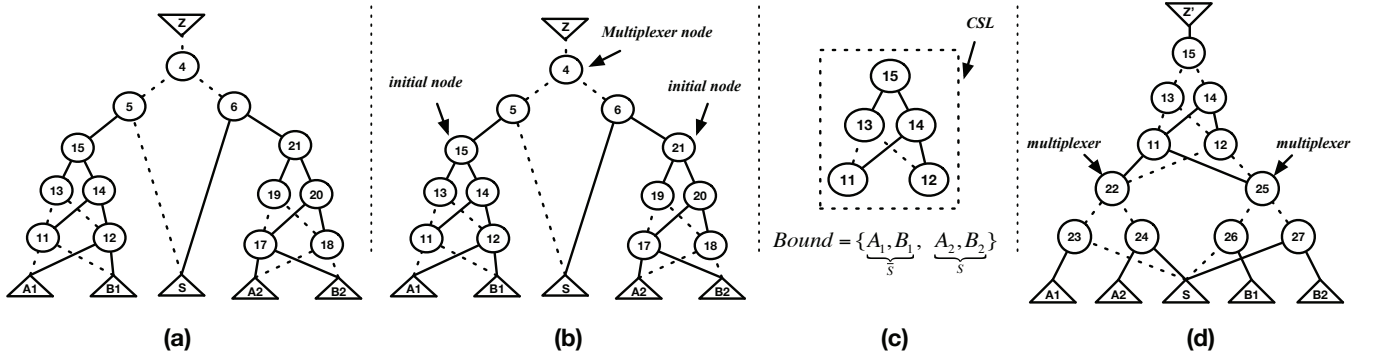 Z
4
5
6
15
21
13
14
19
20
11
12
17
18
A1
B1
S
A2
B2
(a)
Z
Multiplexer node
4
initial node
initial node
5
6
15
21
13
14
19
20
11
12
17
18
A1
B1
S
A2
B2
(b)
CSL
15
13
14
11
12
Bound = {A1,B1, A2,B2}
s̄ s
(c)
Z'
15
13
14
11
12
multiplexer
multiplexer
22
25
23
24
26
27
A1
A2
S
B1
B2
(d)